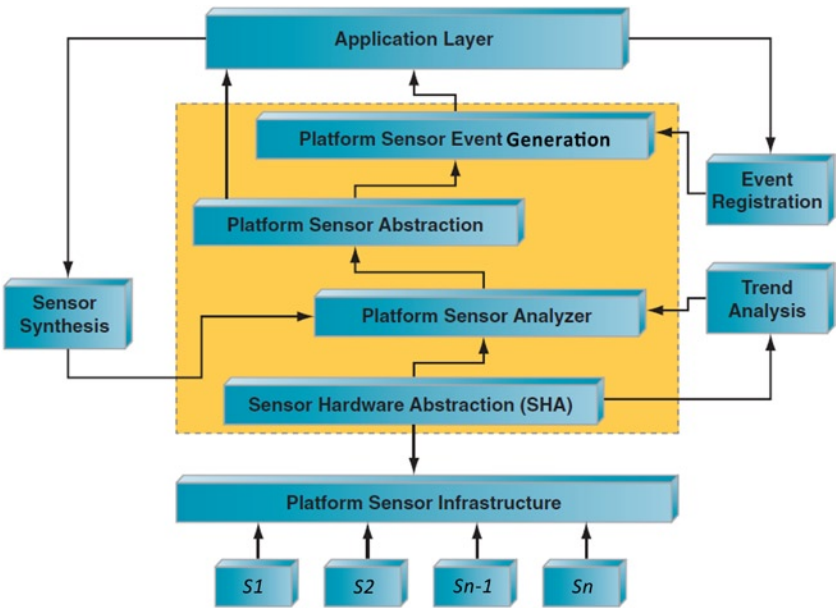 Application Layer
Platform Sensor Event Generation
Event
Registration
Platform Sensor Abstraction
Sensor
Synthesis
Platform Sensor Analyzer
Trend
Analysis
Sensor Hardware Abstraction (SHA)
Platform Sensor Infrastructure
S1
S2
Sn-1
Sn